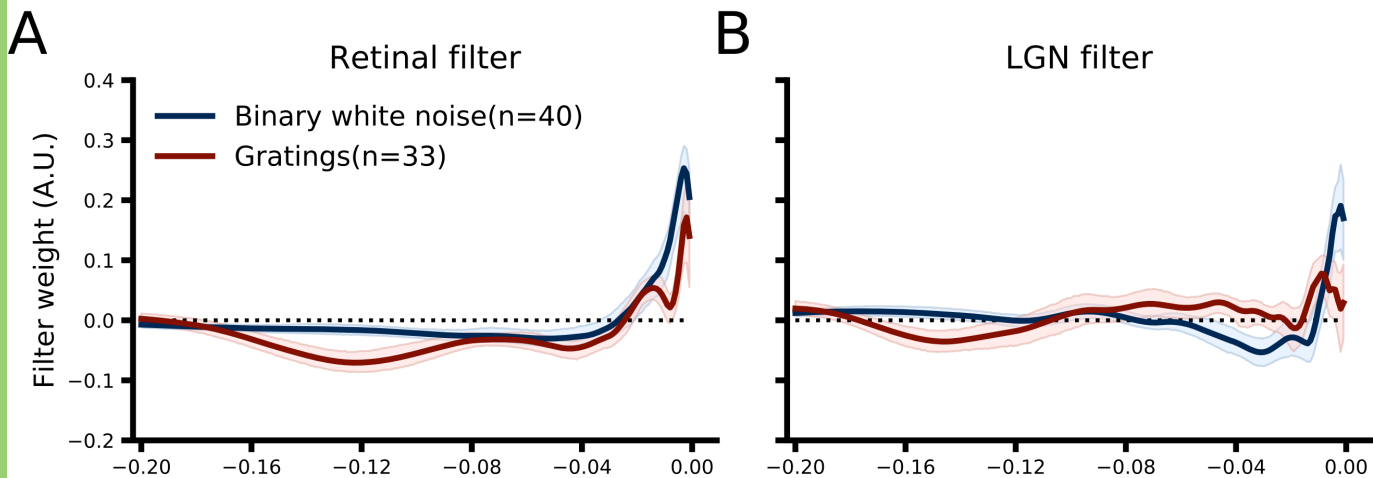 A
Retinal filter
0.4
0.3
0.2
0.1
0.0
−0.1
−0.2
Filter weight (A.U.)
Binary white noise(n=40)
Gratings(n=33)
−0.20 −0.16 −0.12 −0.08 −0.04 0.00
B
LGN filter
−0.20 −0.16 −0.12 −0.08 −0.04 0.00